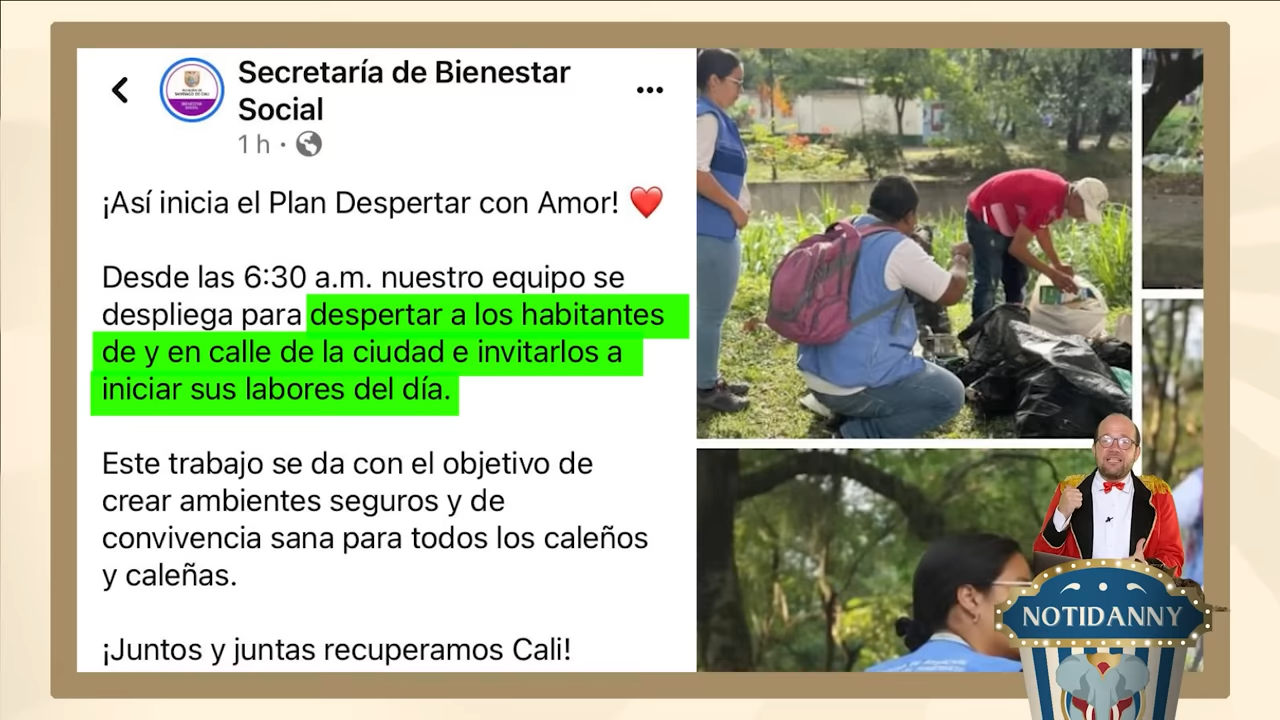 Secretaría de Bienestar
Social
1 h ·
¡Así inicia el Plan Despertar con Amor! ❤️
Desde las 6:30 a.m. nuestro equipo se
despliega para despertar a los habitantes
de y en calle de la ciudad e invitarlos a
iniciar sus labores del día.
Este trabajo se da con el objetivo de
crear ambientes seguros y de
convivencia sana para todos los caleños
y caleñas.
¡Juntos y juntas recuperamos Cali!
NOTIDANNY